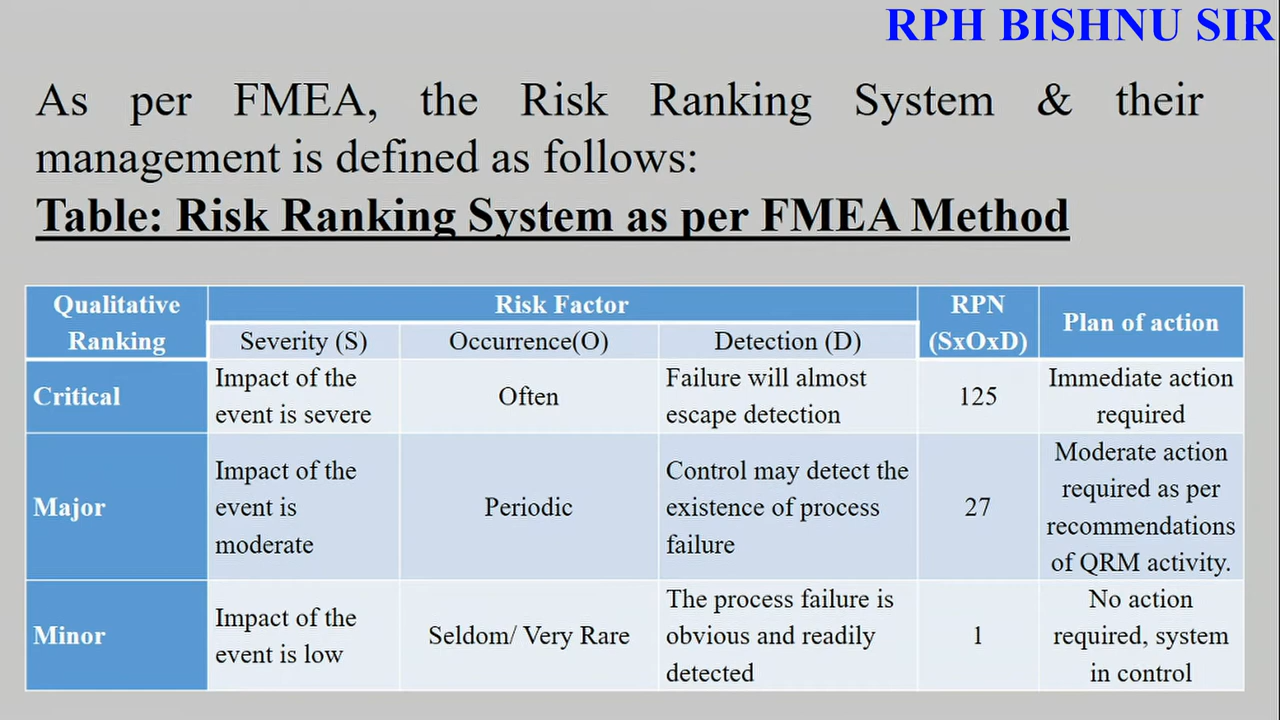 RPH BISHNU SIR
As per FMEA, the Risk Ranking System & their
management is defined as follows:
Table: Risk Ranking System as per FMEA Method
Qualitative
Ranking
Risk Factor
RPN
(SxOxD)
Plan of action
Severity (S)
Occurrence(O)
Detection (D)
Critical
Impact of the
event is severe
Often
Failure will almost
escape detection
125
Immediate action
required
Major
Impact of the
event is
moderate
Periodic
Control may detect the
existence of process
failure
27
Moderate action
required as per
recommendations
of QRM activity.
Minor
Impact of the
event is low
Seldom/ Very Rare
The process failure is
obvious and readily
detected
1
No action
required, system
in control